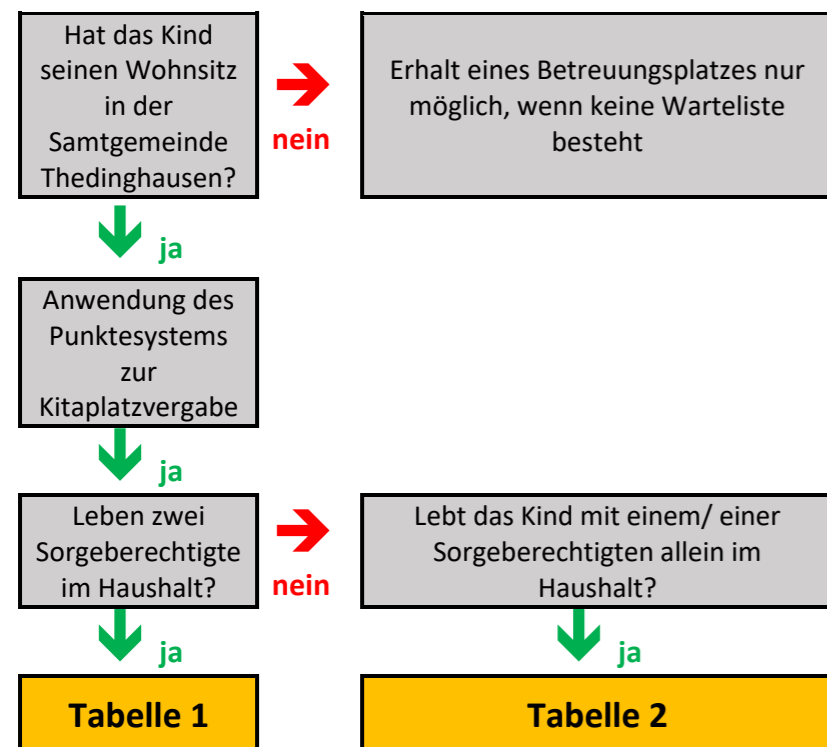 Hat das Kind
seinen Wohnsitz
in der
Samtgemeinde
Thedinghausen?
nein
Erhalt eines Betreuungsplatzes nur
möglich, wenn keine Warteliste
besteht
ja
Anwendung des
Punktesystems
zur
Kitaplatzvergabe
ja
Leben zwei
Sorgeberechtigte
im Haushalt?
nein
Lebt das Kind mit einem/ einer
Sorgeberechtigten allein im
Haushalt?
ja
ja
Tabelle 1
Tabelle 2